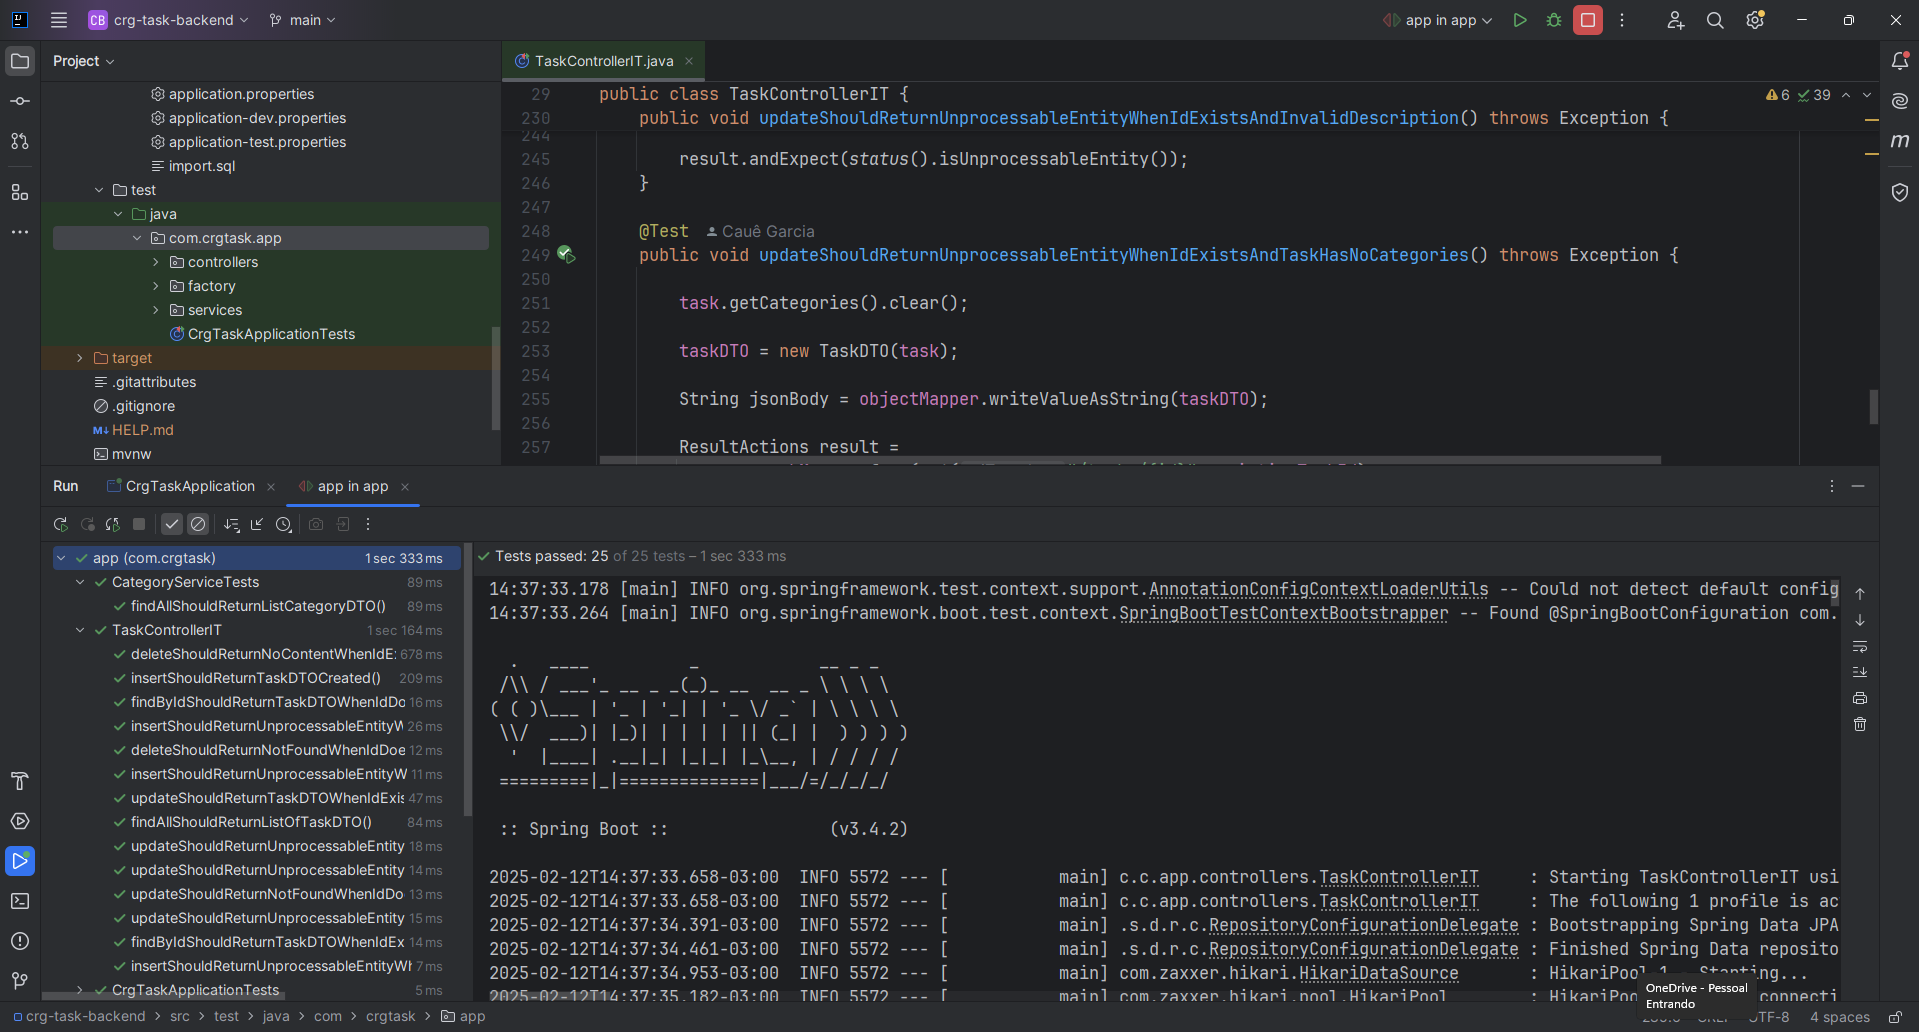 CB crg-task-backend main app in app
Project
application.properties
application-dev.properties
application-test.properties
import.sql
test
java
com.crgtask.app
controllers
factory
services
CrgTaskApplicationTests
target
.gitattributes
.gitignore
HELP.md
mvnw
TaskControllerIT.java
6 39
29 public class TaskControllerIT {
230 public void updateShouldReturnUnprocessableEntityWhenIdExistsAndInvalidDescription() throws Exception {
244
245 result.andExpect(status().isUnprocessableEntity());
246 }
247
248 @Test Cauê Garcia
249 public void updateShouldReturnUnprocessableEntityWhenIdExistsAndTaskHasNoCategories() throws Exception {
250
251 task.getCategories().clear();
252
253 taskDTO = new TaskDTO(task);
254
255 String jsonBody = objectMapper.writeValueAsString(taskDTO);
256
257 ResultActions result =
Run CrgTaskApplication app in app
app (com.crgtask) 1 sec 333 ms
CategoryServiceTests 89 ms
findAllShouldReturnListCategoryDTO() 89 ms
TaskControllerIT 1 sec 164 ms
deleteShouldReturnNoContentWhenIdE: 678 ms
insertShouldReturnTaskDTOCreated() 209 ms
findByIdShouldReturnTaskDTOWhenIdDo 16 ms
insertShouldReturnUnprocessableEntityW 26 ms
deleteShouldReturnNotFoundWhenIdDoe 12 ms
insertShouldReturnUnprocessableEntityW 11 ms
updateShouldReturnTaskDTOWhenIdExis 47 ms
findAllShouldReturnListOfTaskDTO() 84 ms
updateShouldReturnUnprocessableEntity 18 ms
updateShouldReturnUnprocessableEntity 14 ms
updateShouldReturnNotFoundWhenIdDo 13 ms
updateShouldReturnUnprocessableEntity 15 ms
findByIdShouldReturnTaskDTOWhenIdEx 14 ms
insertShouldReturnUnprocessableEntityWh 7 ms
CrgTaskApplicationTests 5 ms
Tests passed: 25 of 25 tests – 1 sec 333 ms
14:37:33.178 [main] INFO org.springframework.test.context.support.AnnotationConfigContextLoaderUtils -- Could not detect default config
14:37:33.264 [main] INFO org.springframework.boot.test.context.SpringBootTestContextBootstrapper -- Found @SpringBootConfiguration com.
Spring
:: Spring Boot :: (v3.4.2)
2025-02-12T14:37:33.658-03:00 INFO 5572 --- [ main] c.c.app.controllers.TaskControllerIT : Starting TaskControllerIT usi
2025-02-12T14:37:33.658-03:00 INFO 5572 --- [ main] c.c.app.controllers.TaskControllerIT : The following 1 profile is ac
2025-02-12T14:37:34.391-03:00 INFO 5572 --- [ main] .s.d.r.c.RepositoryConfigurationDelegate : Bootstrapping Spring Data JPA
2025-02-12T14:37:34.461-03:00 INFO 5572 --- [ main] .s.d.r.c.RepositoryConfigurationDelegate : Finished Spring Data reposito
2025-02-12T14:37:34.953-03:00 INFO 5572 --- [ main] com.zaxxer.hikari.HikariDataSource : HikariPool-1 - Starting...
2025-02-12T14:37:35.182-03:00 INFO 5572 --- [ main] com.zaxxer.hikari.pool.HikariPool : HikariPo connecti
OneDrive - Pessoal
Entrando
crg-task-backend > src > test > java > com > crgtask > app UTF-8 4 spaces